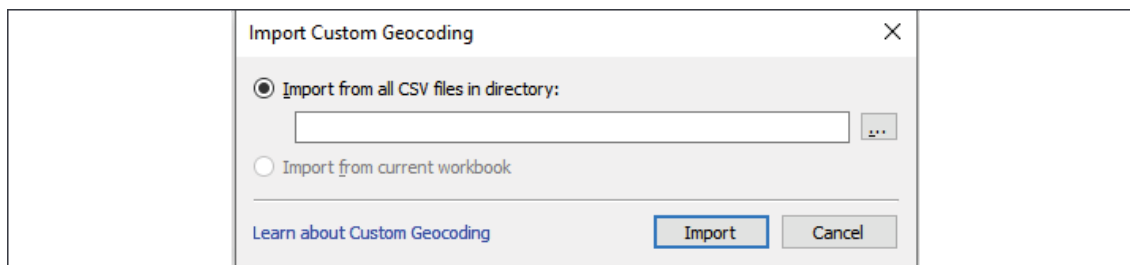 Import Custom Geocoding
Import from all CSV files in directory:
...
Import from current workbook
Learn about Custom Geocoding
Import Cancel